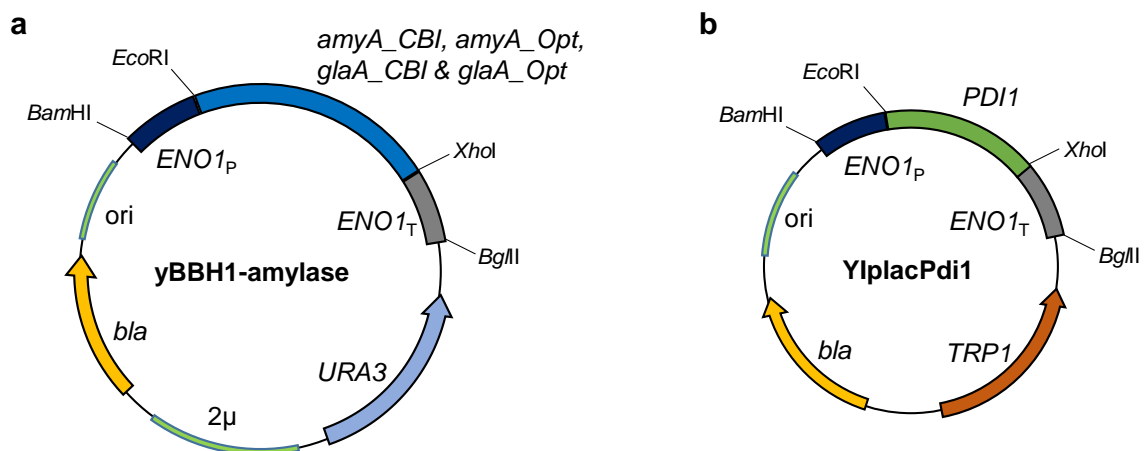 a
amyA_CBI, amyA_Opt,
glaA_CBI & glaA_Opt
EcoRI
BamHI
ENO1P
XhoI
ENO1T
BglII
ori
yBBH1-amylase
bla
URA3
2µ
b
EcoRI
PDI1
BamHI
XhoI
ENO1P
ori
ENO1T
BglII
YIplacPdi1
bla
TRP1